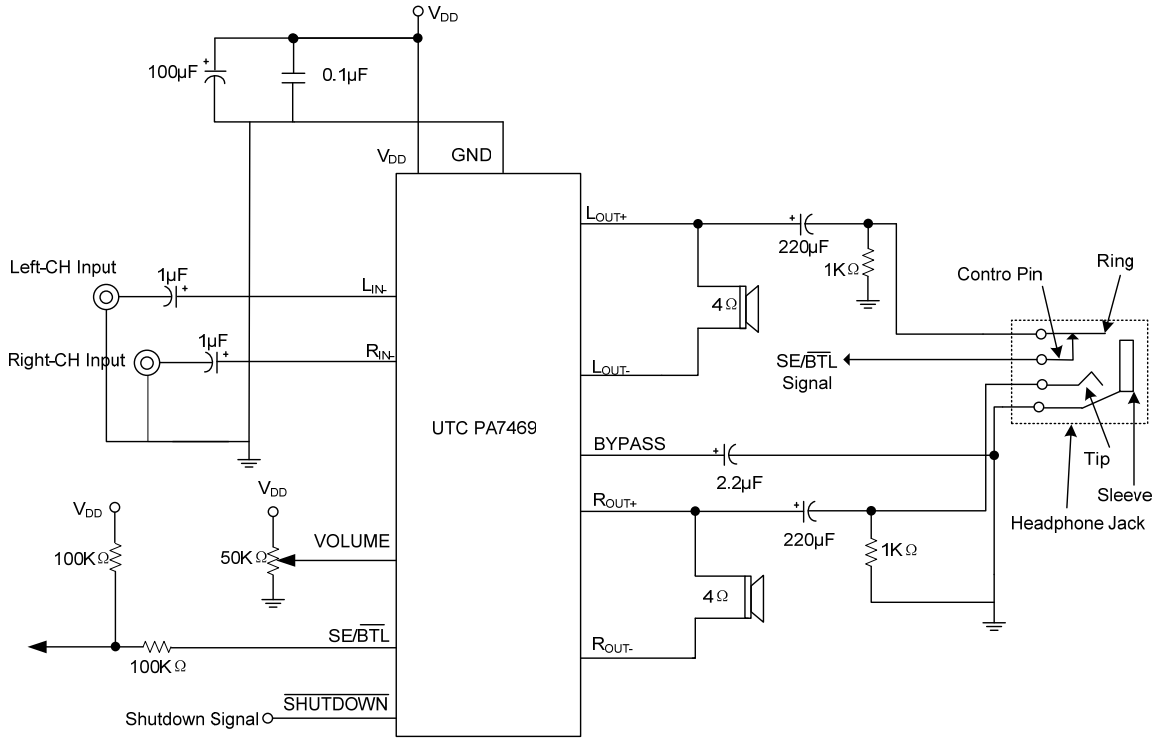 VDD
100µF
0.1µF
VDD
GND
LOUT+
220µF
1KΩ
Contro Pin
Ring
Left-CH Input
1µF
LIN-
4Ω
Right-CH Input
1µF
RIN-
SE/BTL
Signal
LOUT-
UTC PA7469
BYPASS
2.2µF
Tip
Sleeve
Headphone Jack
VDD
VDD
ROUT+
220µF
1KΩ
100KΩ
50KΩ
VOLUME
4Ω
SE/BTL
100KΩ
ROUT-
SHUTDOWN
Shutdown Signal